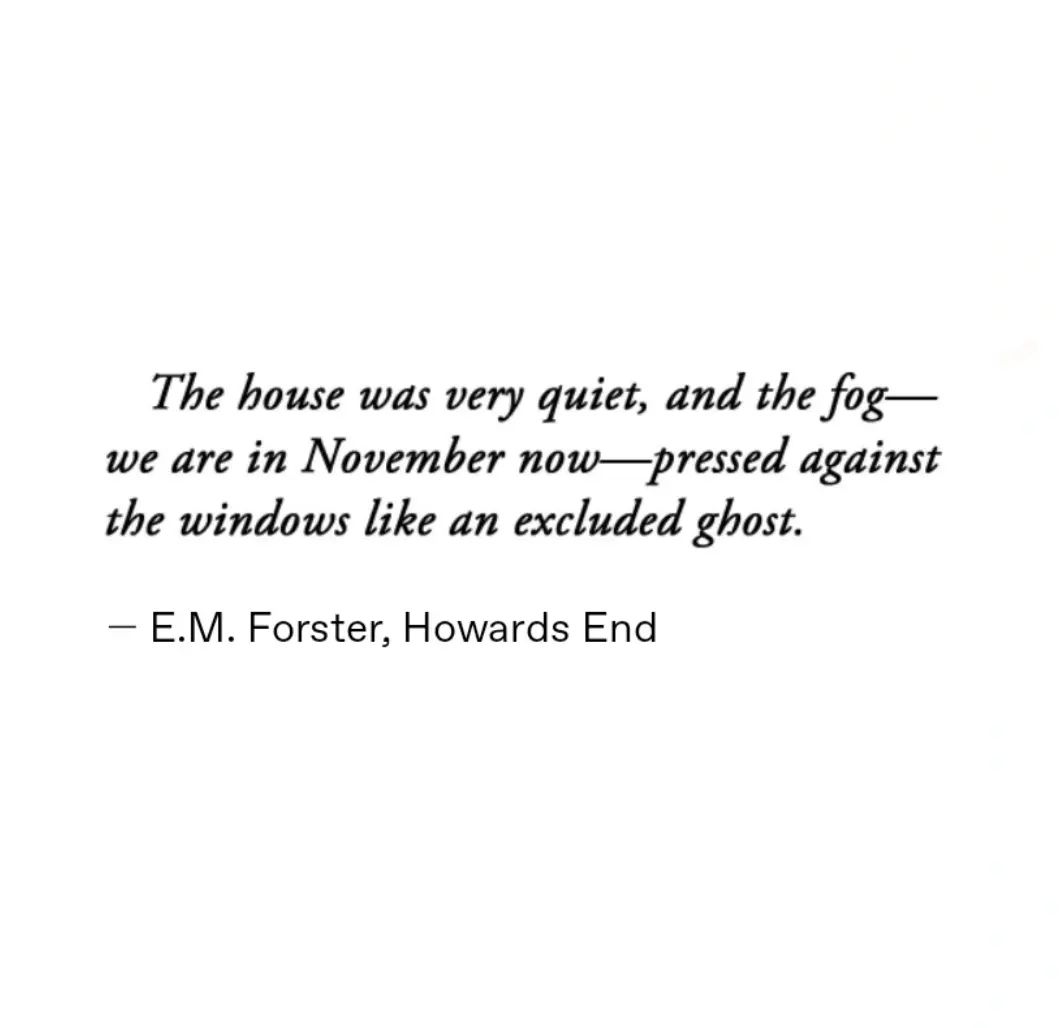 The house was very quiet, and the fog—
we are in November now—pressed against
the windows like an excluded ghost.
— E.M. Forster, Howards End